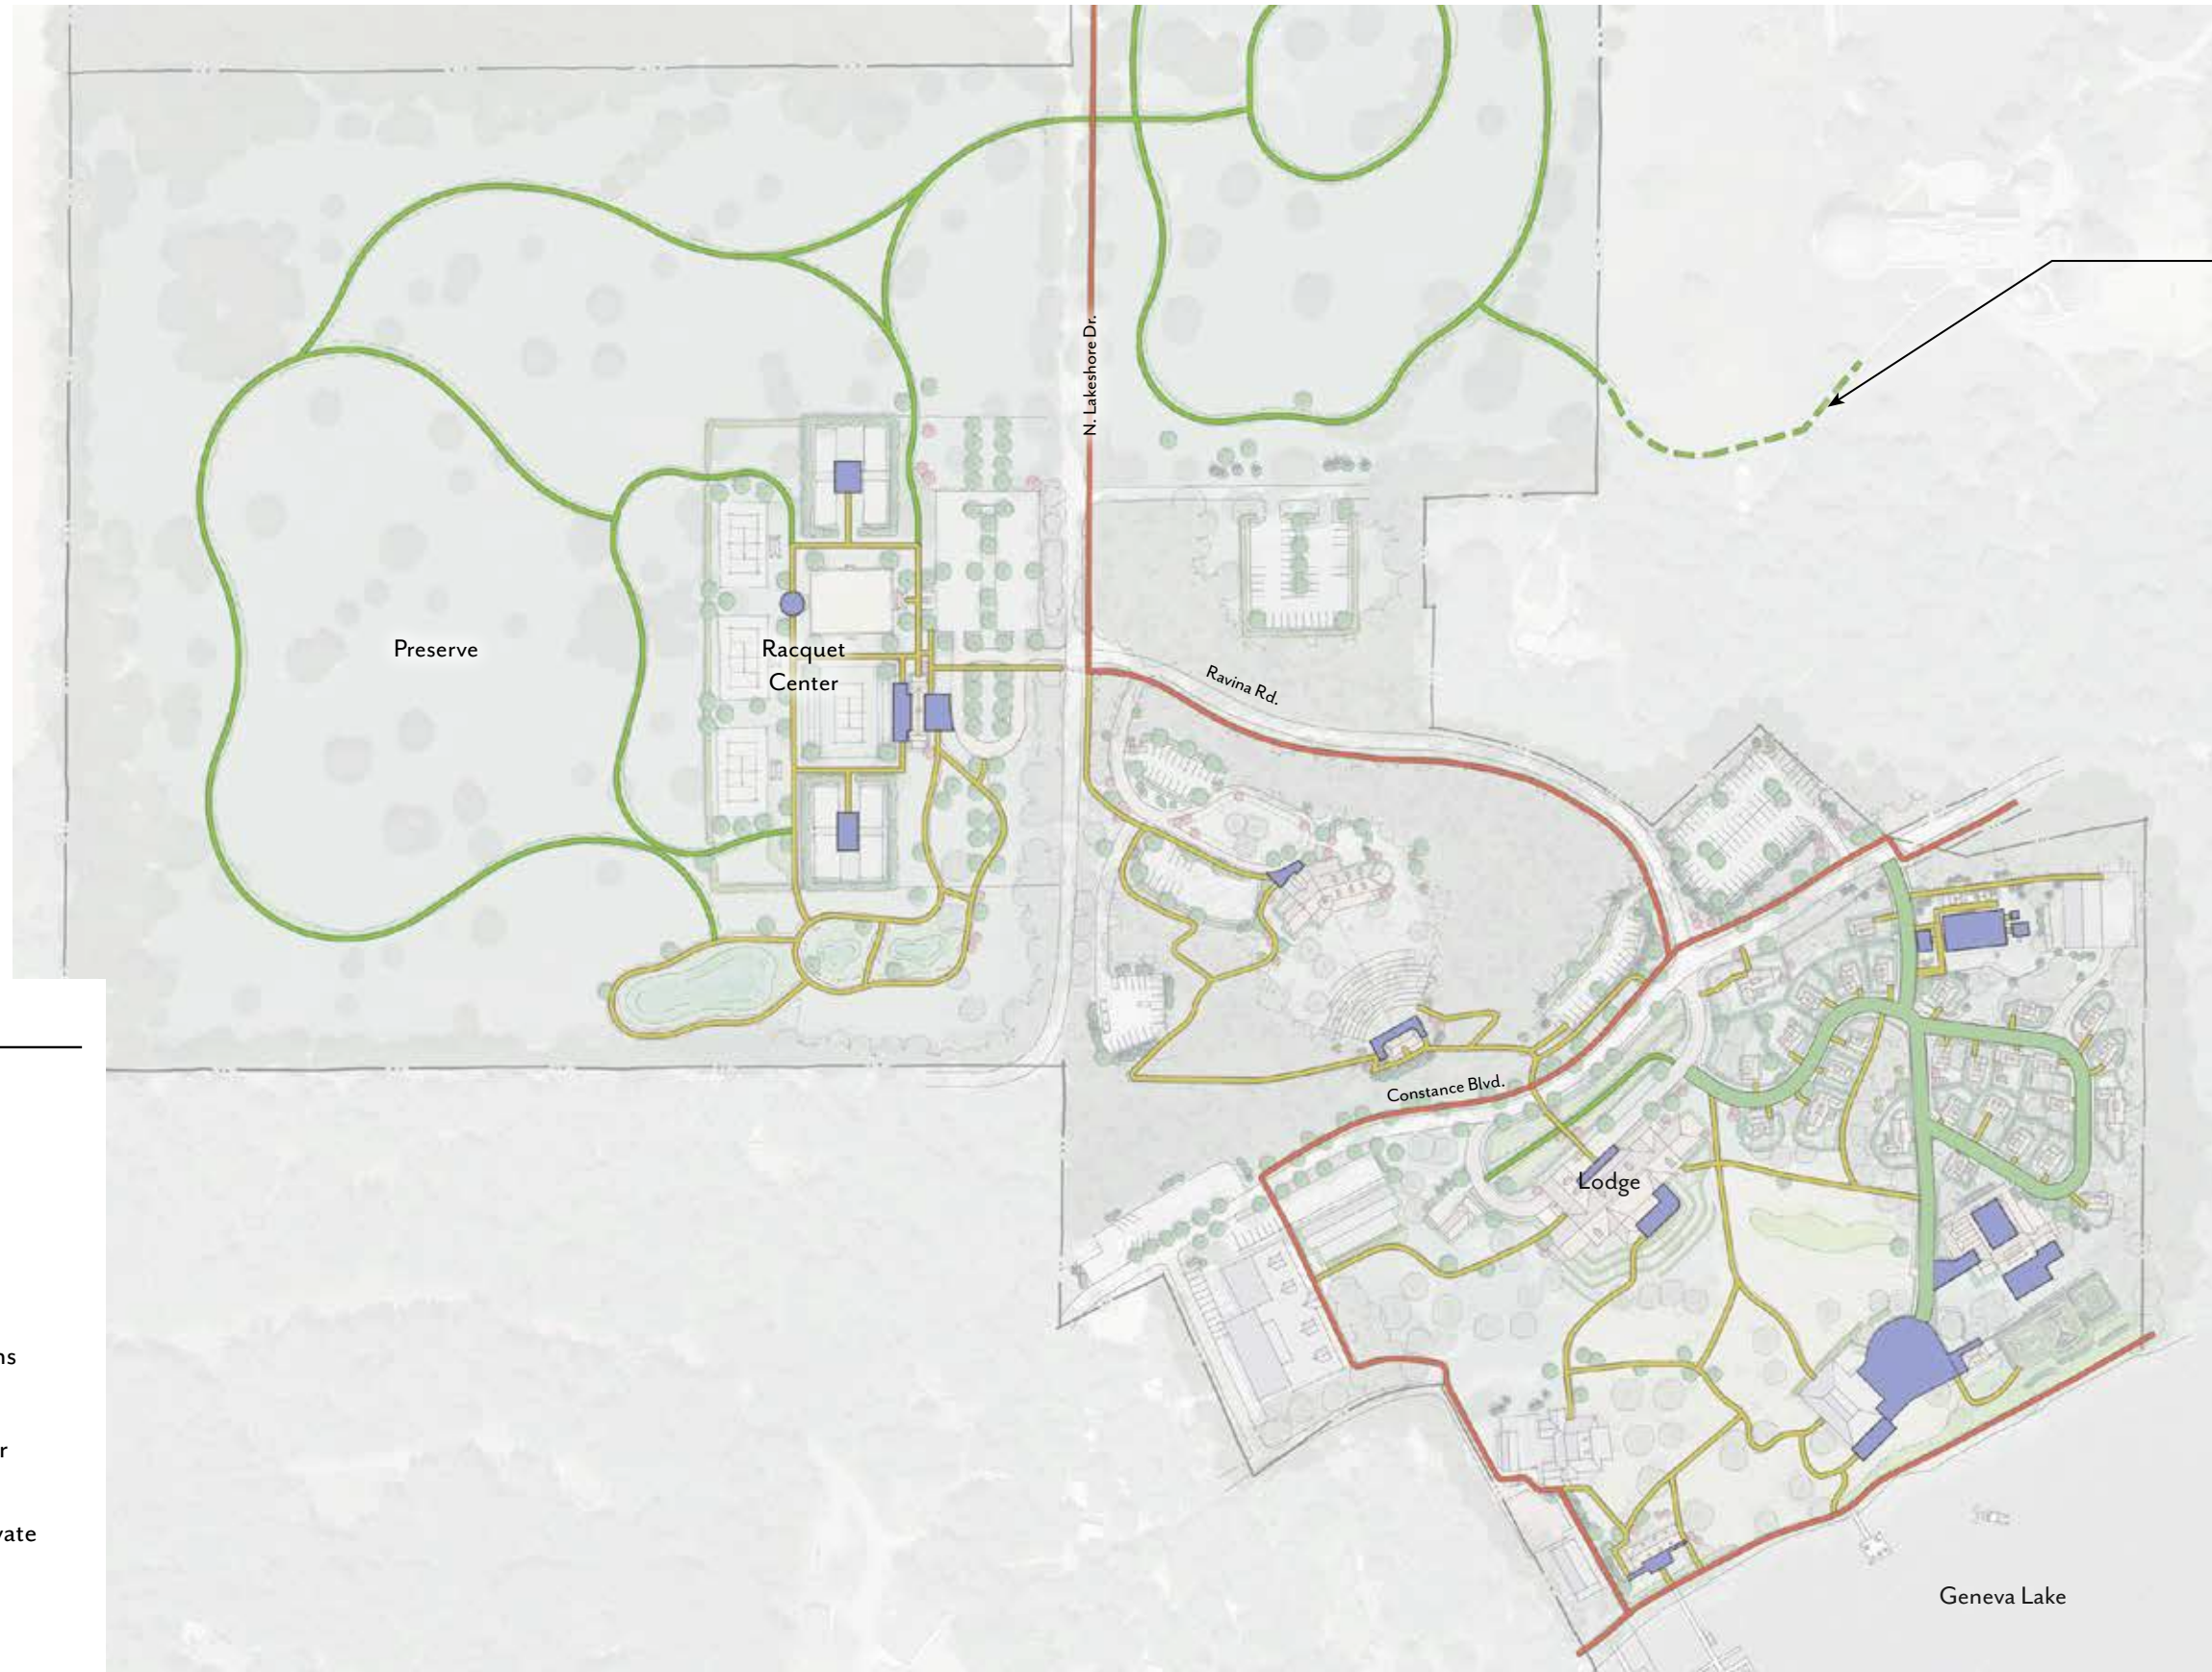 N. Lakeshore Dr.
Preserve
Racquet
Center
Ravina Rd.
Constance Blvd.
Lodge
Geneva Lake